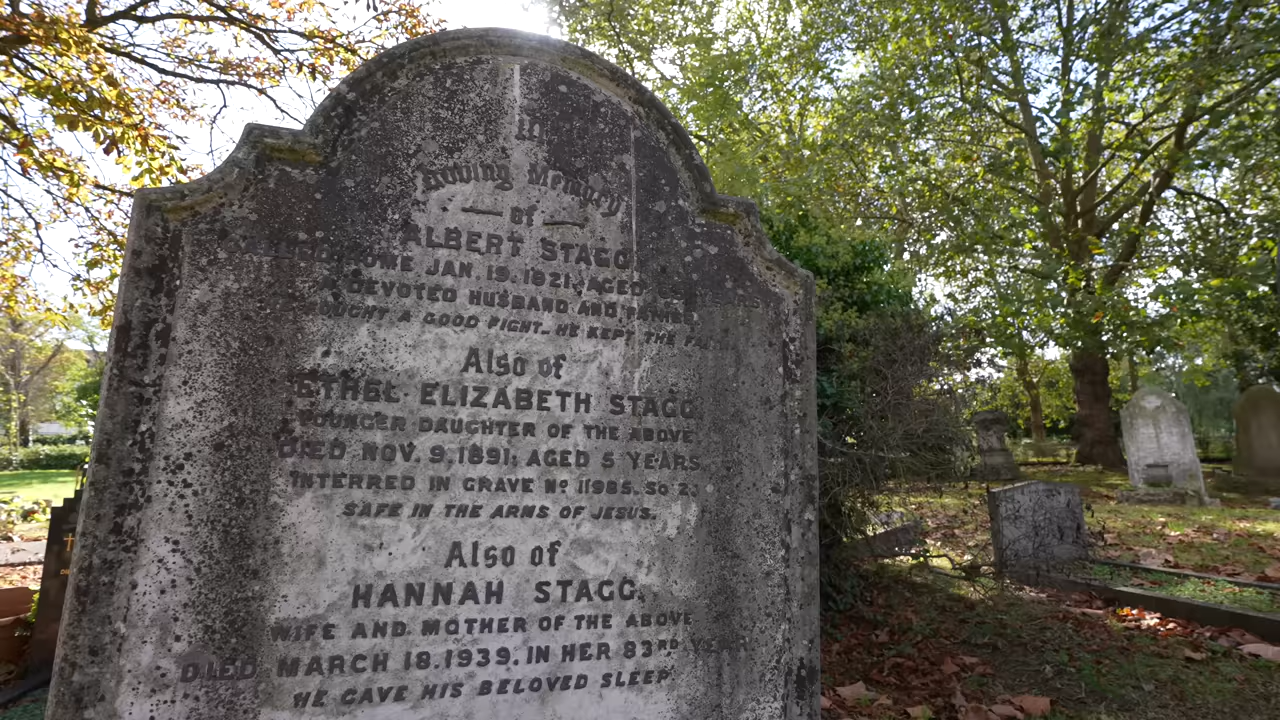 In
Loving Memory
of
ALBERT STAGG
HOME JAN. 19. 1921, AGED YEARS
A DEVOTED HUSBAND AND
A GOOD FIGHT. HE KEPT THE
Also of
ETHEL ELIZABETH STAGG
YOUNGER DAUGHTER OF THE ABOVE
DIED NOV. 9. 1891. AGED 5 YEARS
INTERRED IN GRAVE No 11985. SQ 2.
SAFE IN THE ARMS OF JESUS.
Also of
HANNAH STAGG,
WIFE AND MOTHER OF THE ABOVE
DIED MARCH 18. 1939. IN HER 83RD YEAR
HE GAVE HIS BELOVED SLEEP